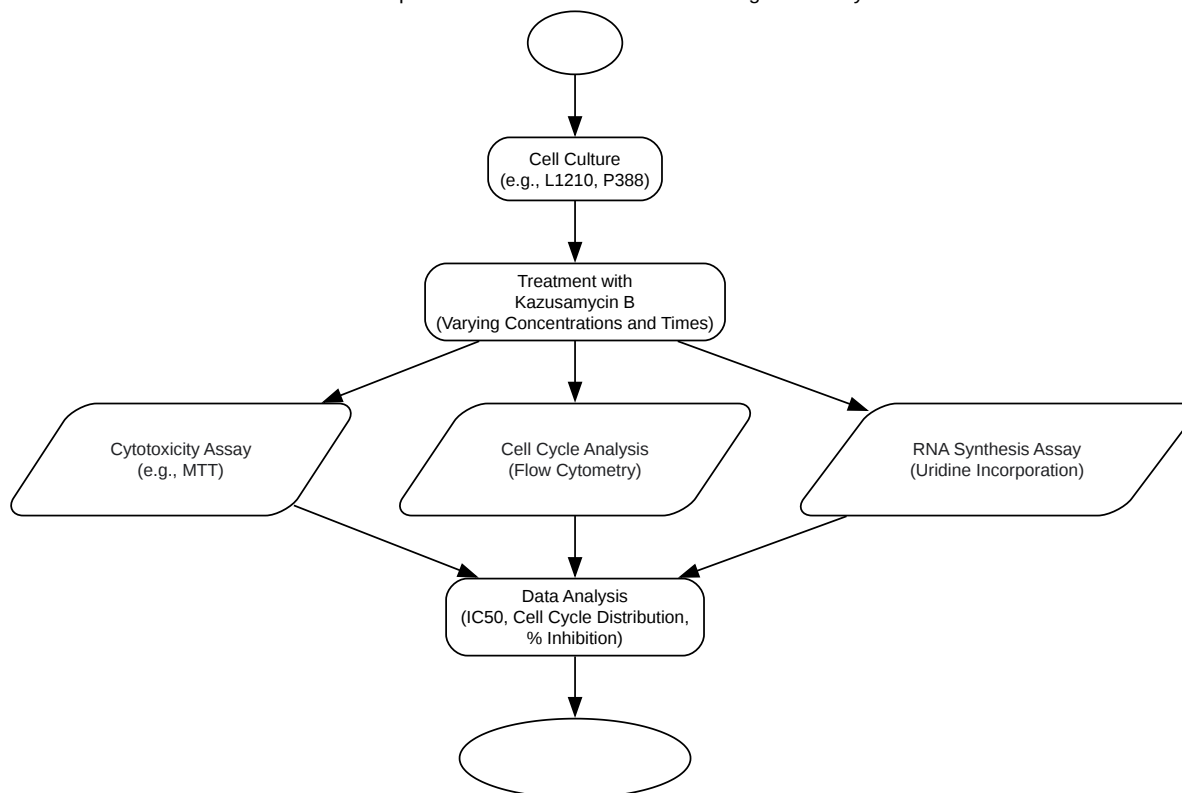 Cell Culture
(e.g., L1210, P388)
Treatment with
Kazusamycin B
(Varying Concentrations and Times)
Cytotoxicity Assay
(e.g., MTT)
Cell Cycle Analysis
(Flow Cytometry)
RNA Synthesis Assay
(Uridine Incorporation)
Data Analysis
(IC50, Cell Cycle Distribution,
% Inhibition)